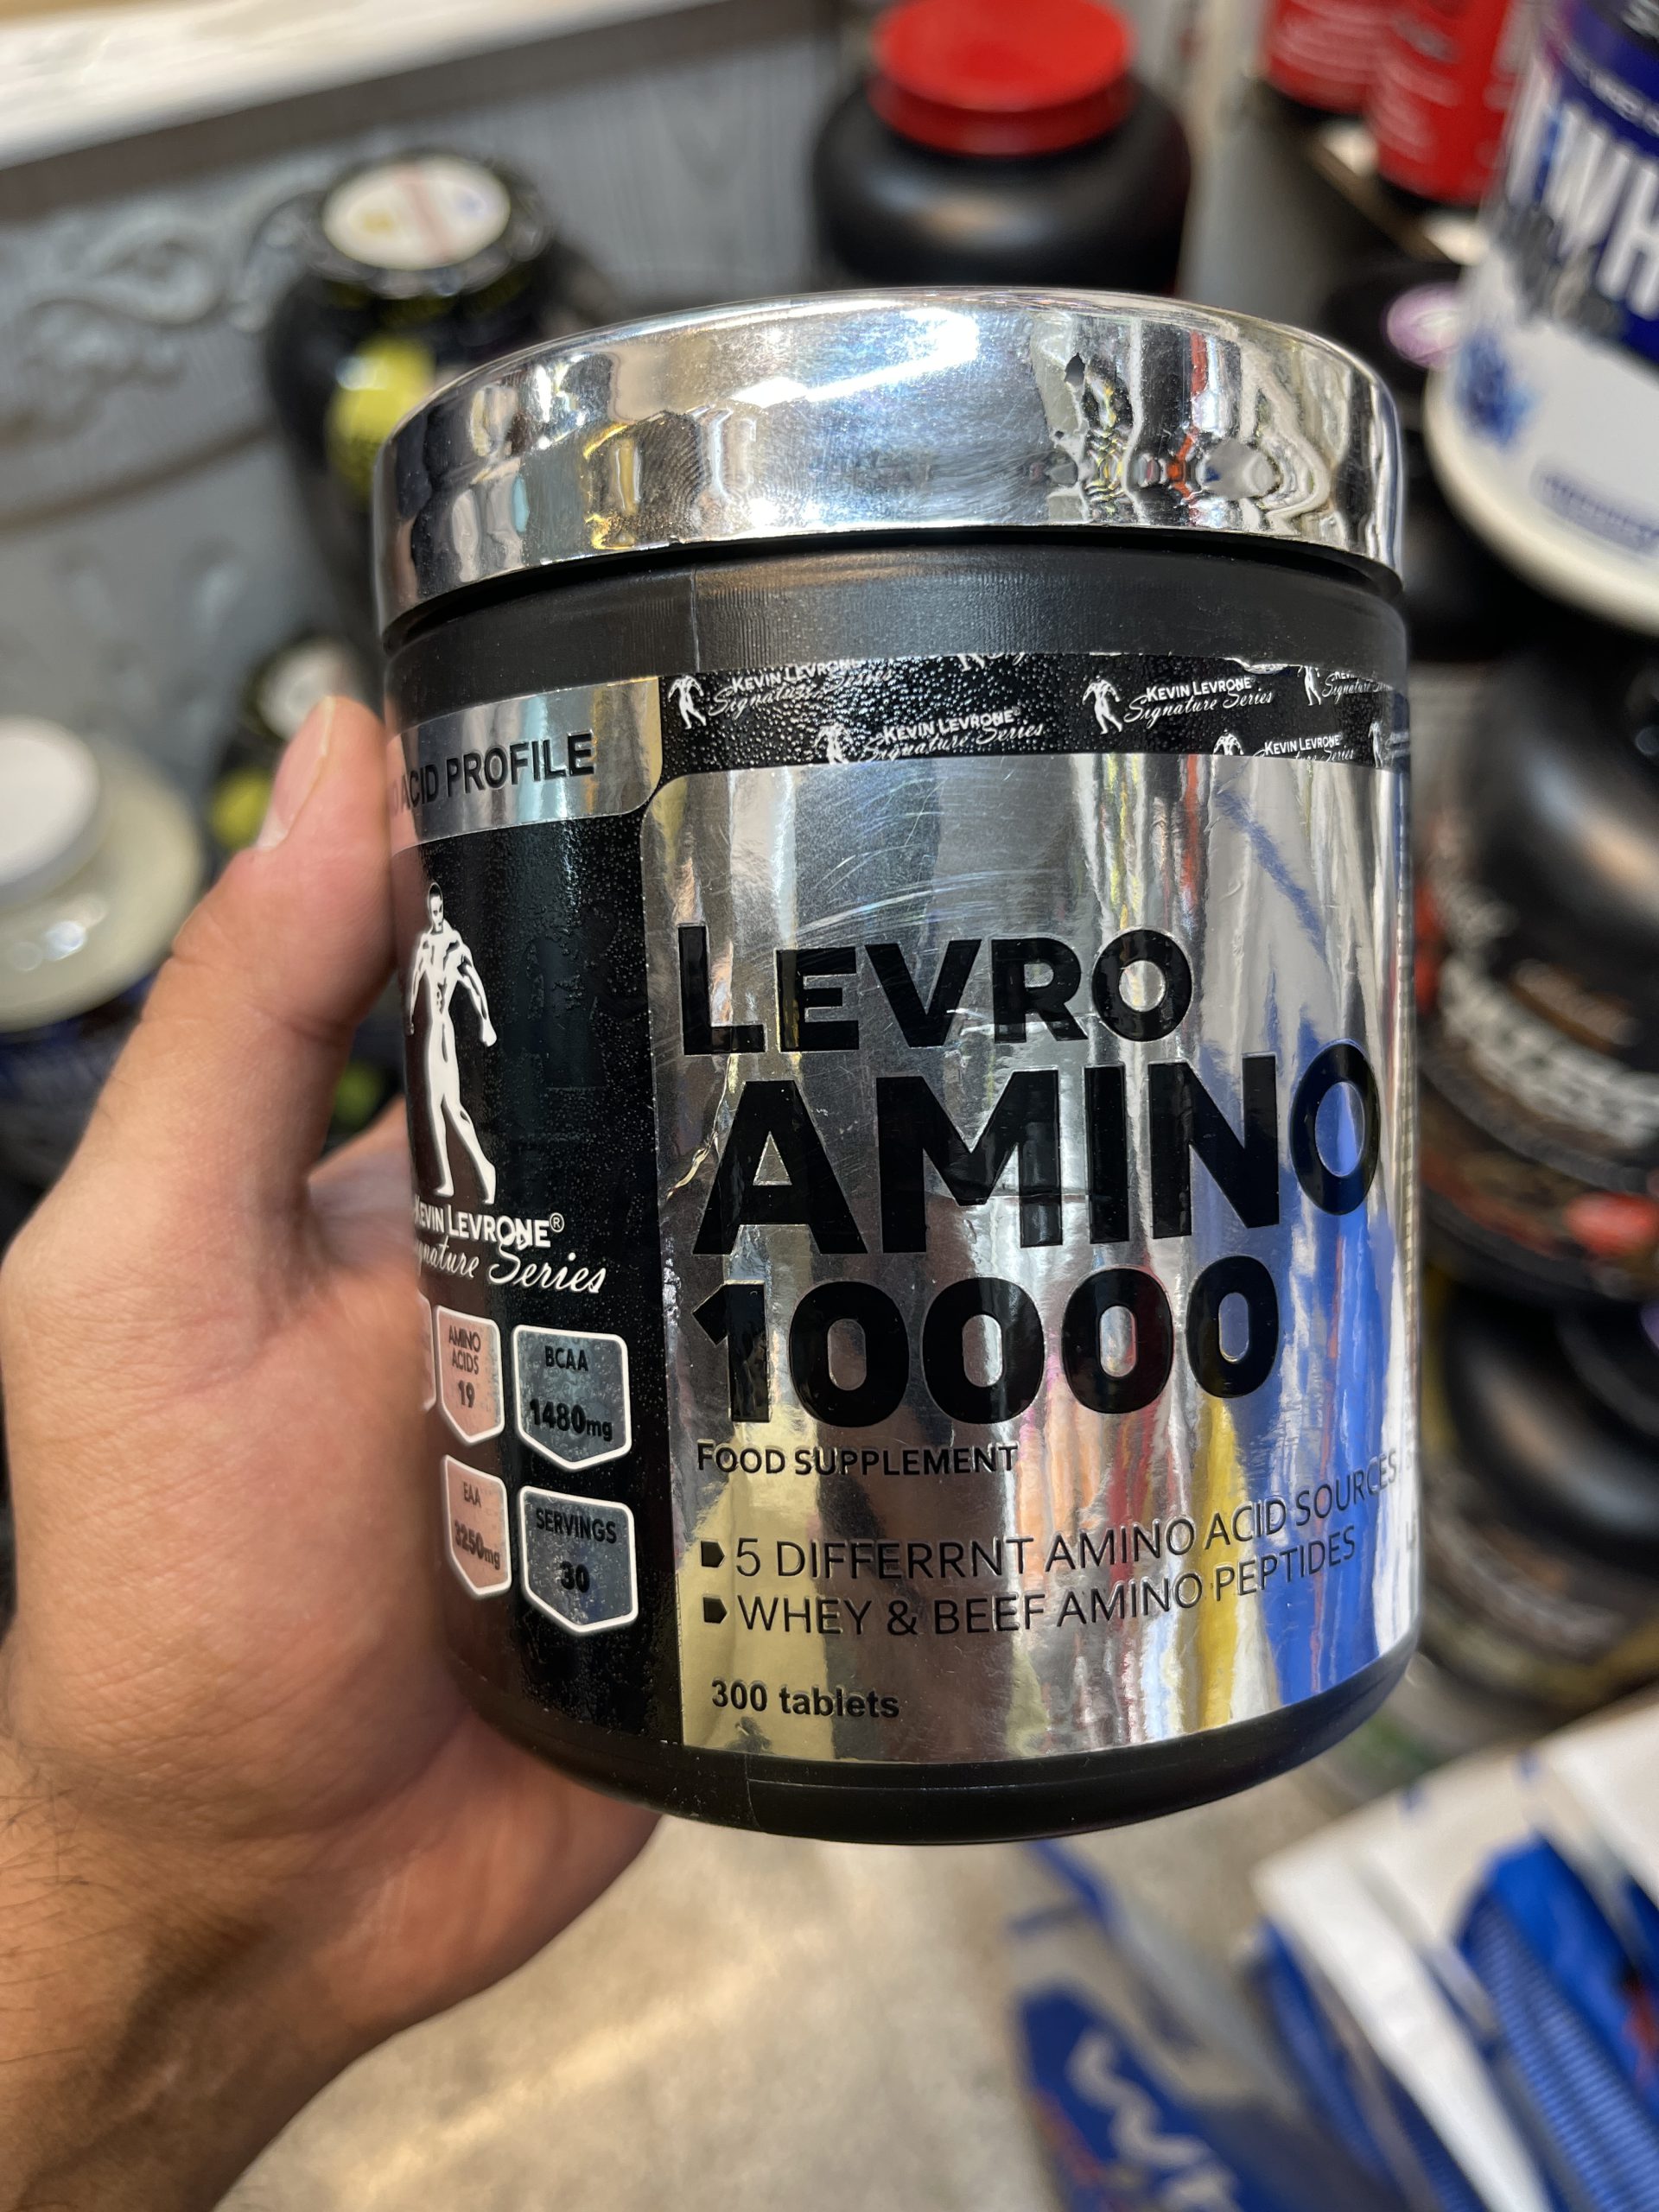 KEVIN LEVRONE
Signature Series
KEVIN LEVRONE
Signature Series
KEVIN LEVRONE®
Signature Series
KEVIN LEVRONE
Series
ACID PROFILE
KEVIN LEVRONE®
Signature Series
AMINO
ACIDS
19
BCAA
1480mg
EAA
3250mg
SERVINGS
30
LEVRO
AMINO
10000
FOOD SUPPLEMENT
5 DIFFERRNT AMINO ACID SOURCES
WHEY & BEEF AMINO PEPTIDES
300 tablets